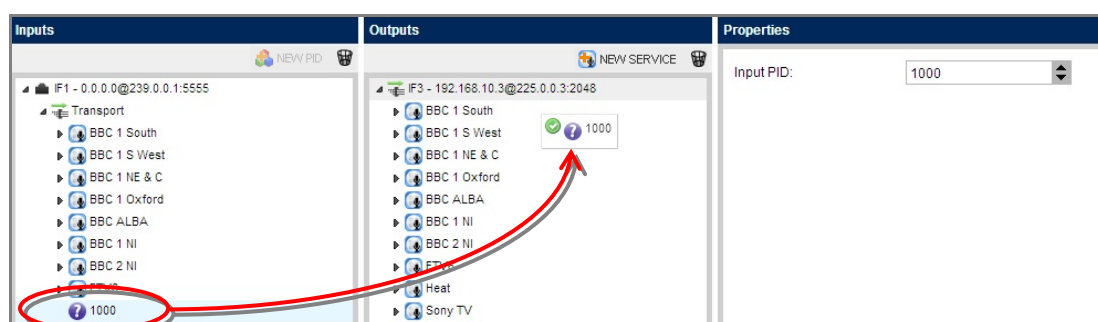 Inputs
NEW PID
IF1 - 0.0.0.0@239.0.0.1:5555
Transport
BBC 1 South
BBC 1 S West
BBC 1 NE & C
BBC 1 Oxford
BBC ALBA
BBC 1 NI
BBC 2 NI
1000
Outputs
NEW SERVICE
IF3 - 192.168.10.3@225.0.0.3:2048
BBC 1 South
BBC 1 S West
1000
BBC 1 NE & C
BBC 1 Oxford
BBC ALBA
BBC 1 NI
BBC 2 NI
Heat
Sony TV
Properties
Input PID: 1000